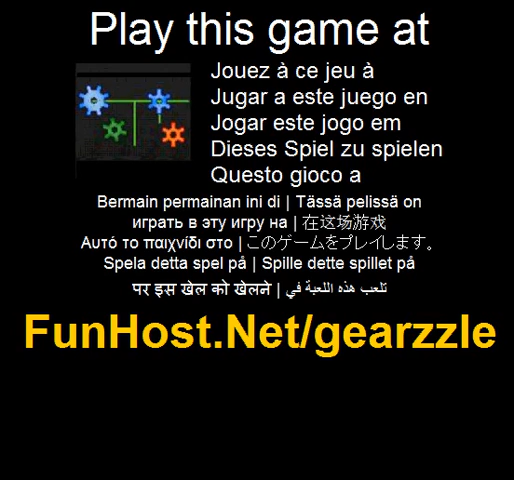 Play this game at
Jouez à ce jeu à
Jugar a este juego en
Jogar este jogo em
Dieses Spiel zu spielen
Questo gioco a
Bermain permainan ini di | Tässä pelissä on
играть в эту игру на | 在这场游戏
Αυτό το παιχνίδι στο | このゲームをプレイします。
Spela detta spel på | Spille dette spillet på
पर इस खेल को खेलने | تلعب هذه اللعبة في
FunHost.Net/gearzzle